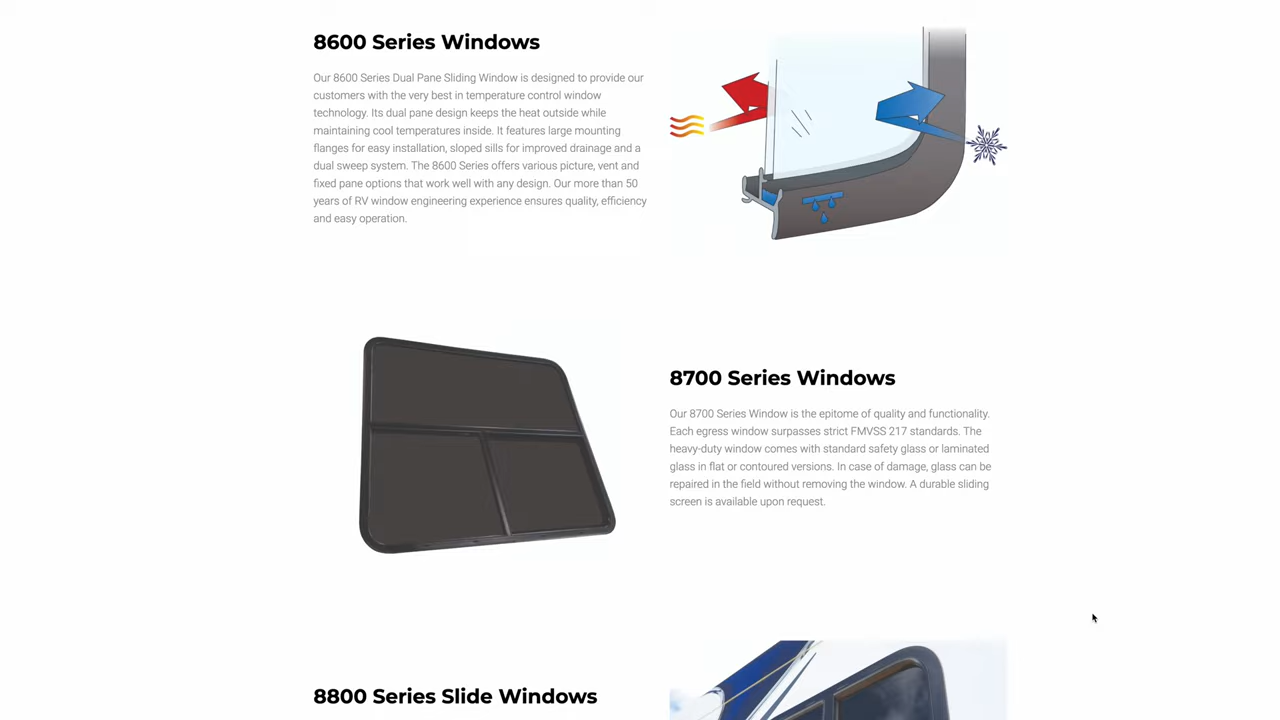 8600 Series Windows
Our 8600 Series Dual Pane Sliding Window is designed to provide our
customers with the very best in temperature control window
technology. Its dual pane design keeps the heat outside while
maintaining cool temperatures inside. It features large mounting
flanges for easy installation, sloped sills for improved drainage and a
dual sweep system. The 8600 Series offers various picture, vent and
fixed pane options that work well with any design. Our more than 50
years of RV window engineering experience ensures quality, efficiency
and easy operation.
8700 Series Windows
Our 8700 Series Window is the epitome of quality and functionality.
Each egress window surpasses strict FMVSS 217 standards. The
heavy-duty window comes with standard safety glass or laminated
glass in flat or contoured versions. In case of damage, glass can be
repaired in the field without removing the window. A durable sliding
screen is available upon request.
8800 Series Slide Windows